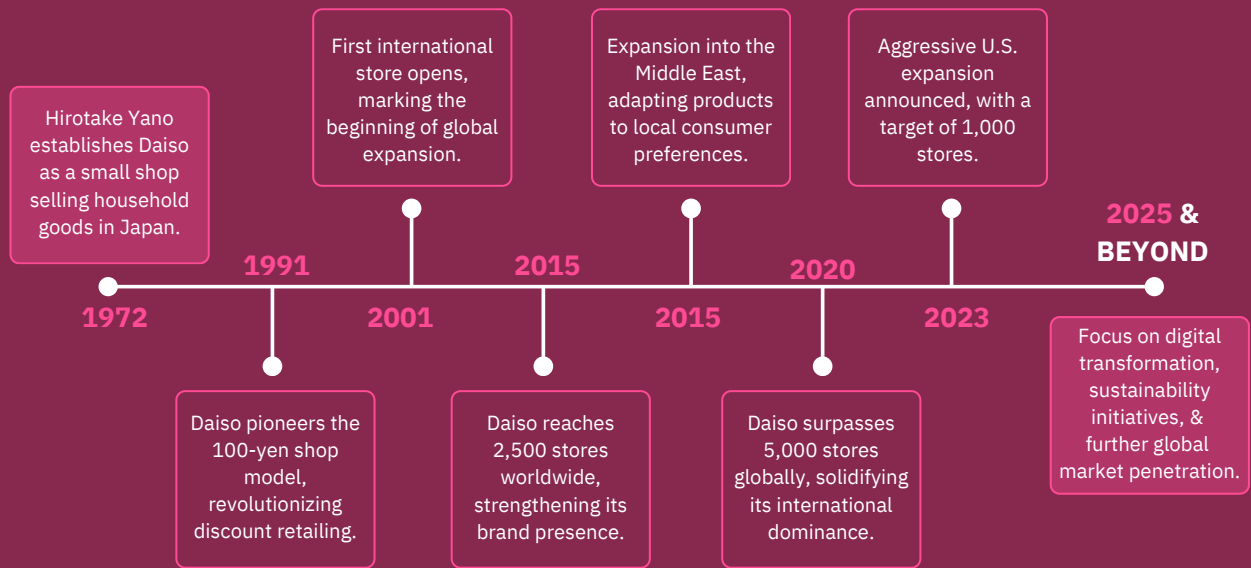 Hirotake Yano
establishes Daiso
as a small shop
selling household
goods in Japan.
1972
1991
Daiso pioneers the
100-yen shop
model,
revolutionizing
discount retailing.
First international
store opens,
marking the
beginning of global
expansion.
2001
2015
Daiso reaches
2,500 stores
worldwide,
strengthening its
brand presence.
Expansion into the
Middle East,
adapting products
to local consumer
preferences.
2015
2020
Daiso surpasses
5,000 stores
globally, solidifying
its international
dominance.
Aggressive U.S.
expansion
announced, with a
target of 1,000
stores.
2023
2025 &
BEYOND
Focus on digital
transformation,
sustainability
initiatives, &
further global
market penetration.